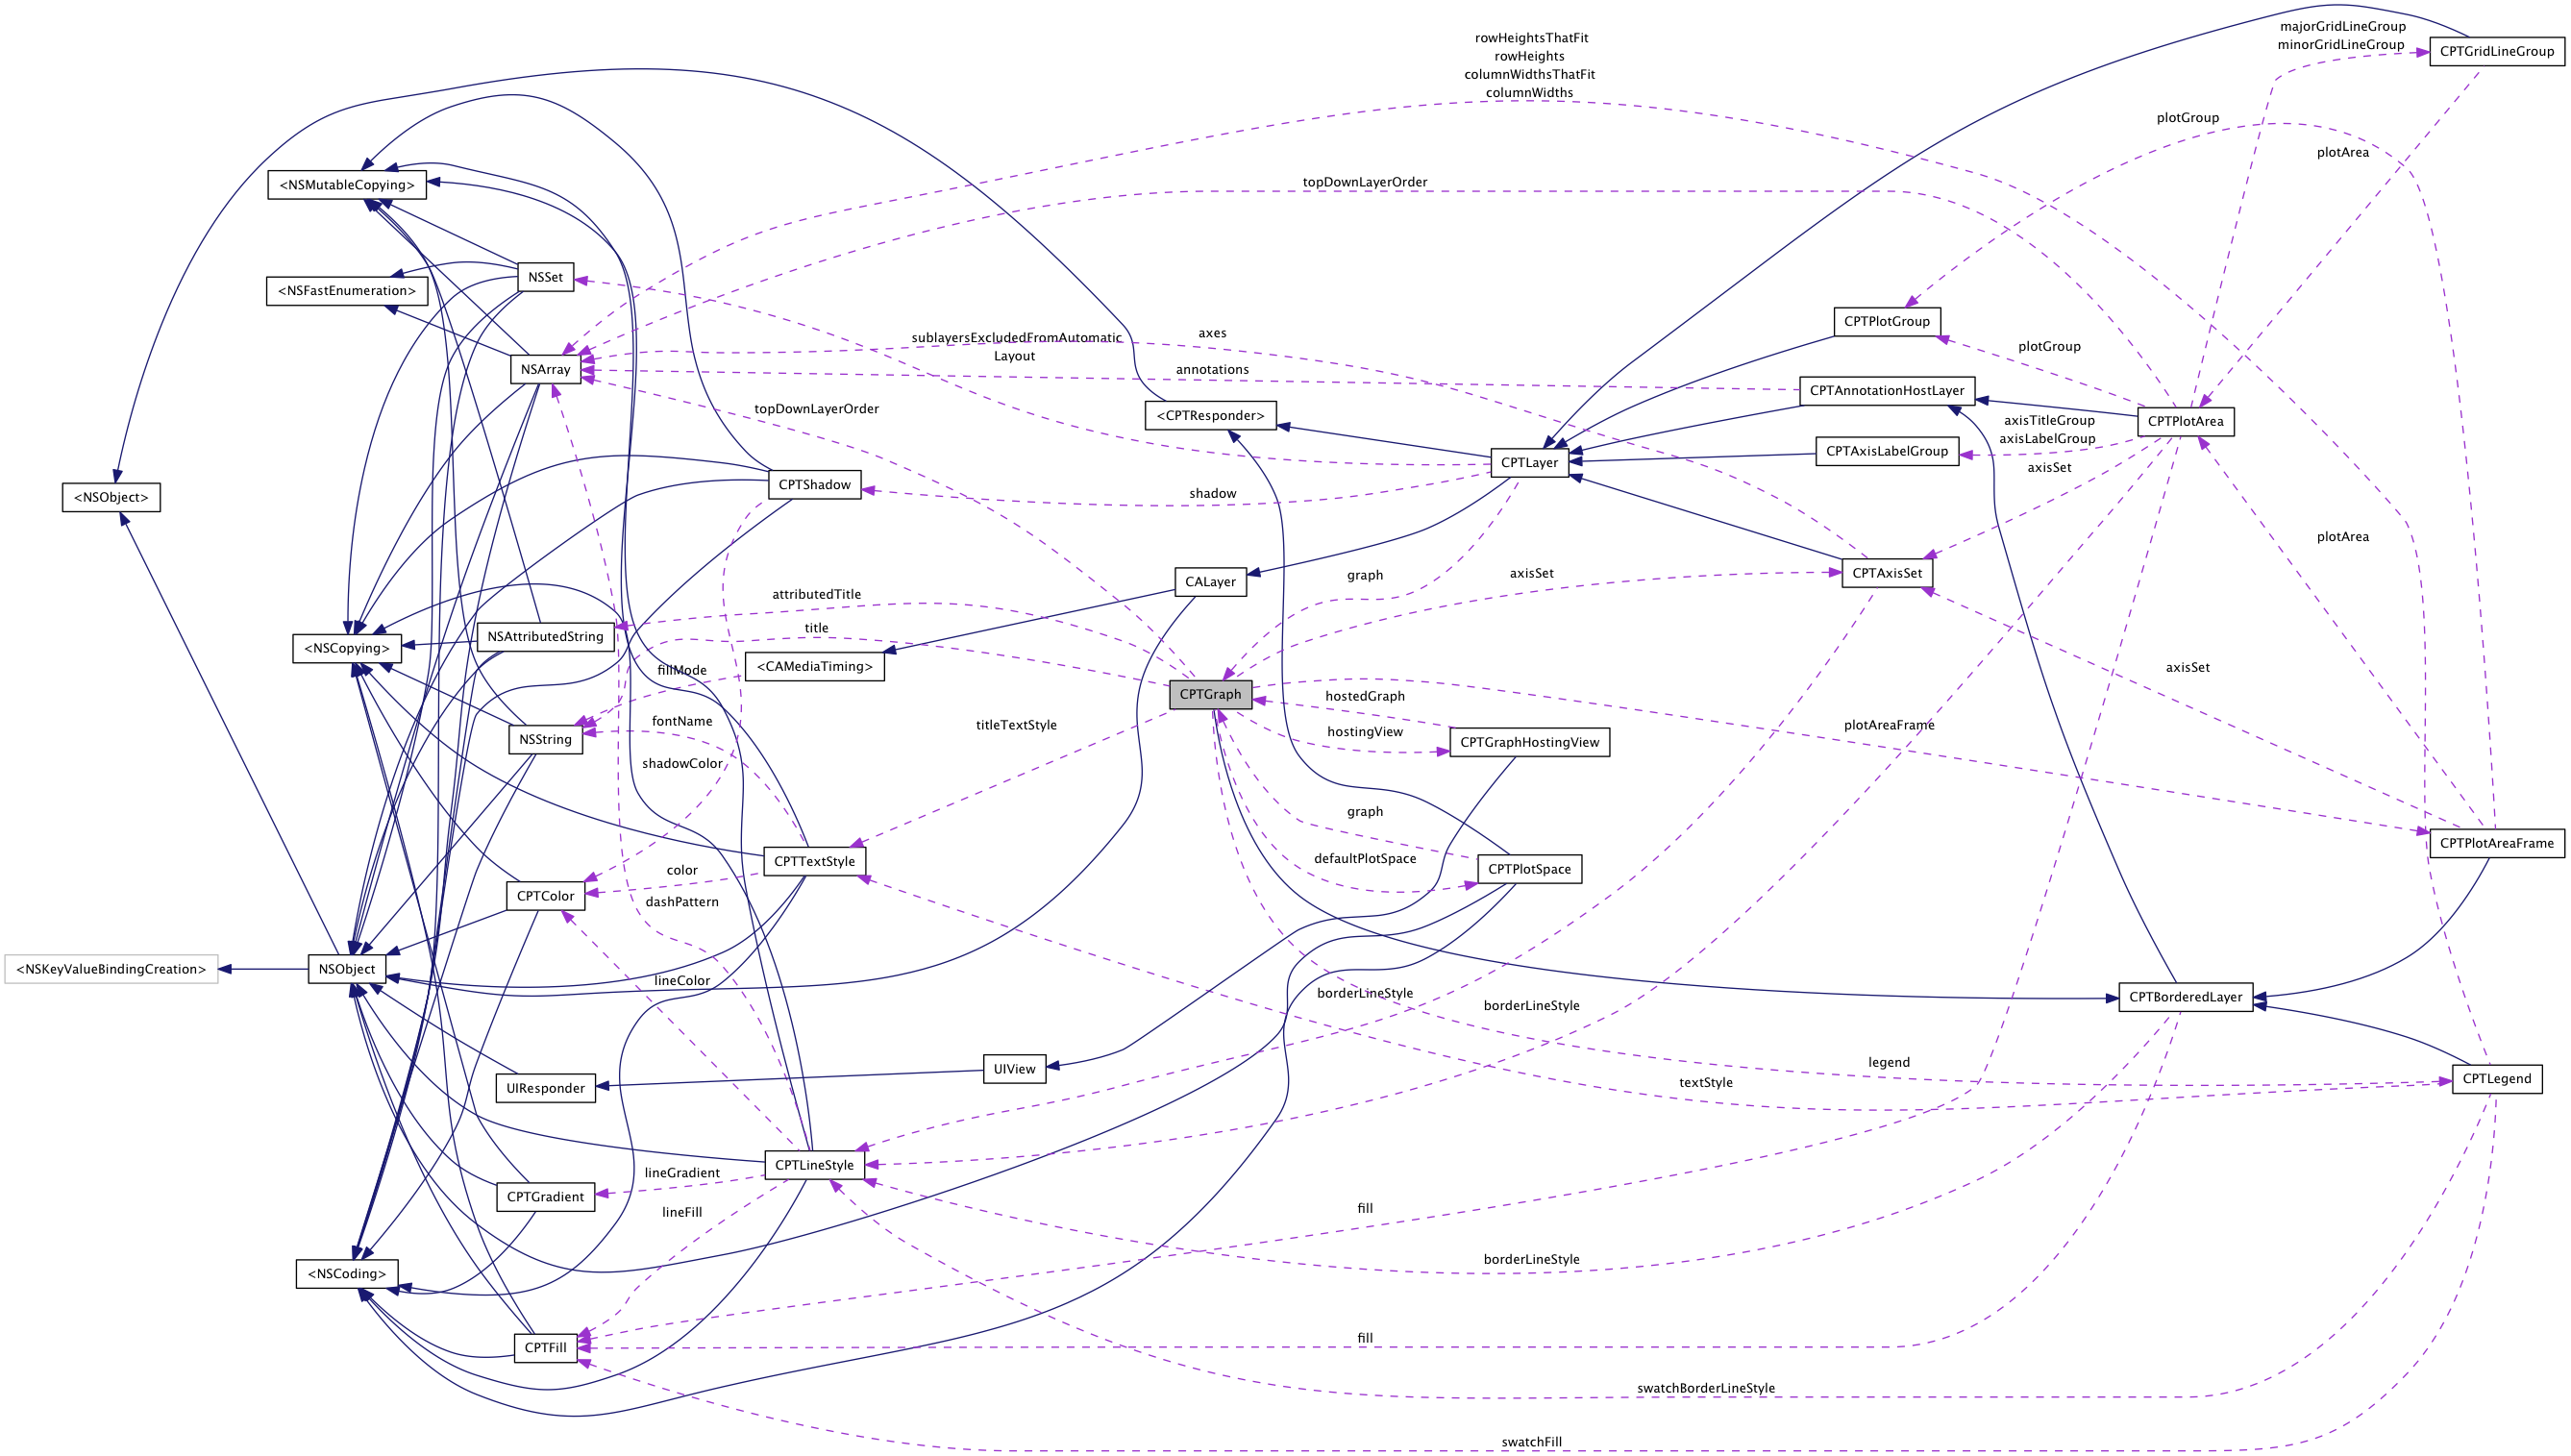 rowHeightsThatFit
rowHeights
columnWidthsThatFit
columnWidths
majorGridLineGroup
minorGridLineGroup
CPTGridLineGroup
plotGroup
plotArea
<NSMutableCopying>
topDownLayerOrder
NSSet
<NSFastEnumeration>
CPTPlotGroup
sublayersExcludedFromAutomatic
Layout
axes
plotGroup
NSArray
annotations
CPTAnnotationHostLayer
topDownLayerOrder
<CPTResponder>
axisTitleGroup
axisLabelGroup
CPTPlotArea
CPTAxisLabelGroup
CPTLayer
axisSet
<NSObject>
CPTShadow
shadow
plotArea
graph
axisSet
CALayer
CPTAxisSet
attributedTitle
NSAttributedString
title
<NSCopying>
fillMode
<CAMediaTiming>
axisSet
CPTGraph
hostedGraph
fontName
titleTextStyle
hostingView
CPTGraphHostingView
plotAreaFrame
NSString
shadowColor
graph
CPTTextStyle
color
defaultPlotSpace
CPTPlotSpace
CPTPlotAreaFrame
CPTColor
dashPattern
<NSKeyValueBindingCreation>
NSObject
lineColor
borderLineStyle
borderLineStyle
CPTBorderedLayer
UIResponder
UIView
legend
textStyle
CPTLegend
CPTLineStyle
lineGradient
CPTGradient
lineFill
fill
<NSCoding>
borderLineStyle
CPTFill
fill
swatchBorderLineStyle
swatchFill